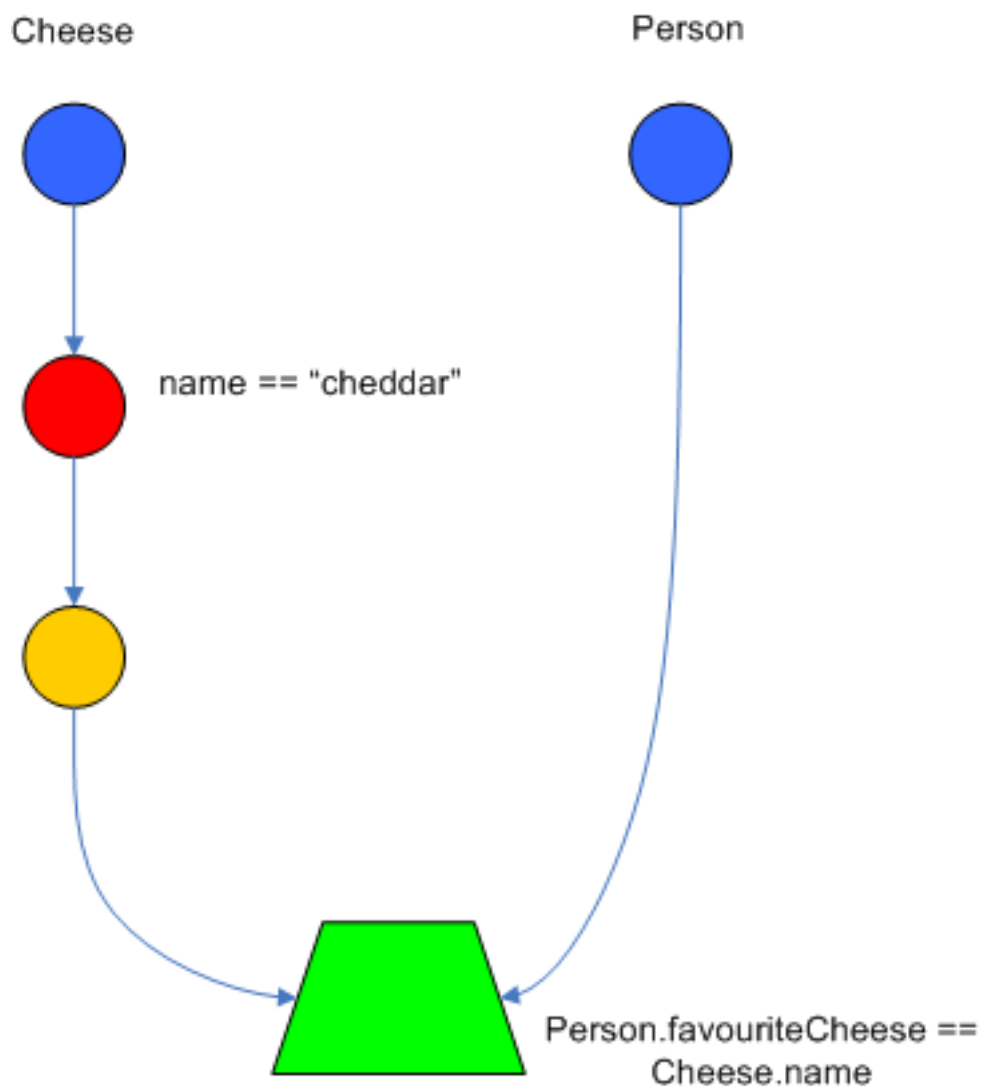 Cheese
Person
name == “cheddar”
Person.favouriteCheese ==
Cheese.name